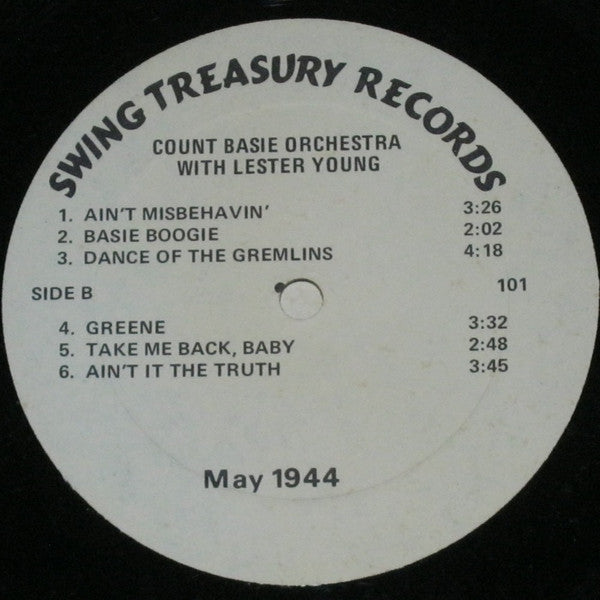 SWING TREASURY RECORDS
COUNT BASIE ORCHESTRA
WITH LESTER YOUNG
1. AIN'T MISBEHAVIN' 3:26
2. BASIE BOOGIE 2:02
3. DANCE OF THE GREMLINS 4:18
SIDE B 101
4. GREENE 3:32
5. TAKE ME BACK, BABY 2:48
6. AIN'T IT THE TRUTH 3:45
May 1944